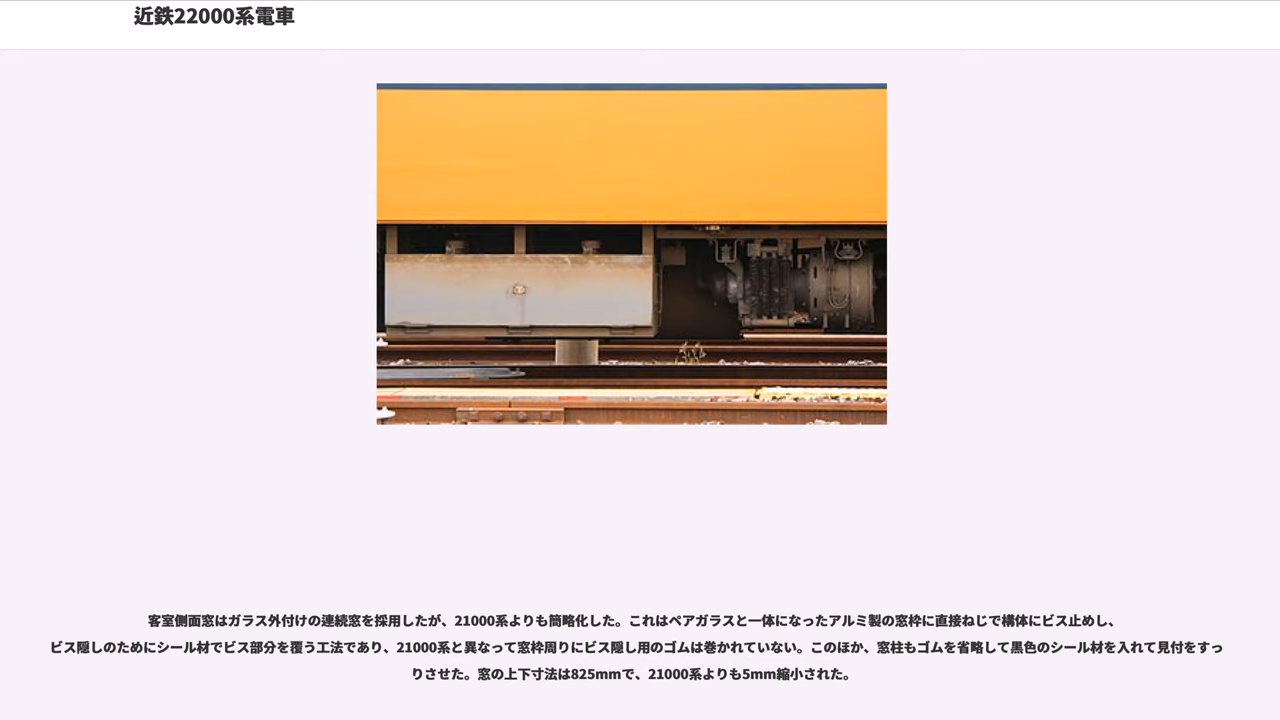 近鉄22000系電車
客室側面窓はガラス外付けの連続窓を採用したが、21000系よりも簡略化した。これはペアガラスと一体になったアルミ製の窓枠に直接ねじで構体にビス止めし、
ビス隠しのためにシール材でビス部分を覆う工法であり、21000系と異なって窓枠周りにビス隠し用のゴムは巻かれていない。このほか、窓柱もゴムを省略して黒色のシール材を入れて見付をすっ
りさせた。窓の上下寸法は825mmで、21000系よりも5mm縮小された。